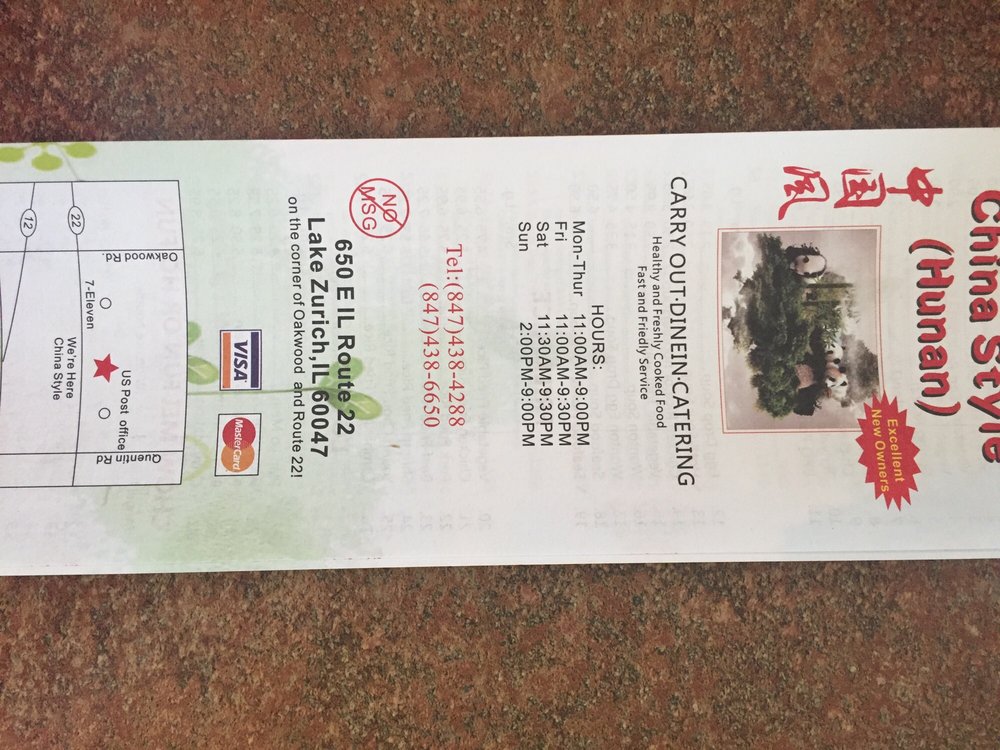 China Style
(Hunan)
中国风
Excellent
New Owners
CARRY OUT·DINEIN·CATERING
Healthy and Freshly Cooked Food
Fast and Friedly Service
HOURS:
Mon-Thur 11:00AM-9:00PM
Fri 11:00AM-9:30PM
Sat 11:30AM-9:30PM
Sun 2:00PM-9:00PM
Tel:(847)438-4288
(847)438-6650
NO
MSG
650 E IL Route 22
Lake Zurich,IL 60047
on the corner of Oakwood and Route 22!
VISA
MasterCard
Oakwood Rd.
Quentin Rd
US Post office
7-Eleven
We're Here
China Style
22
12